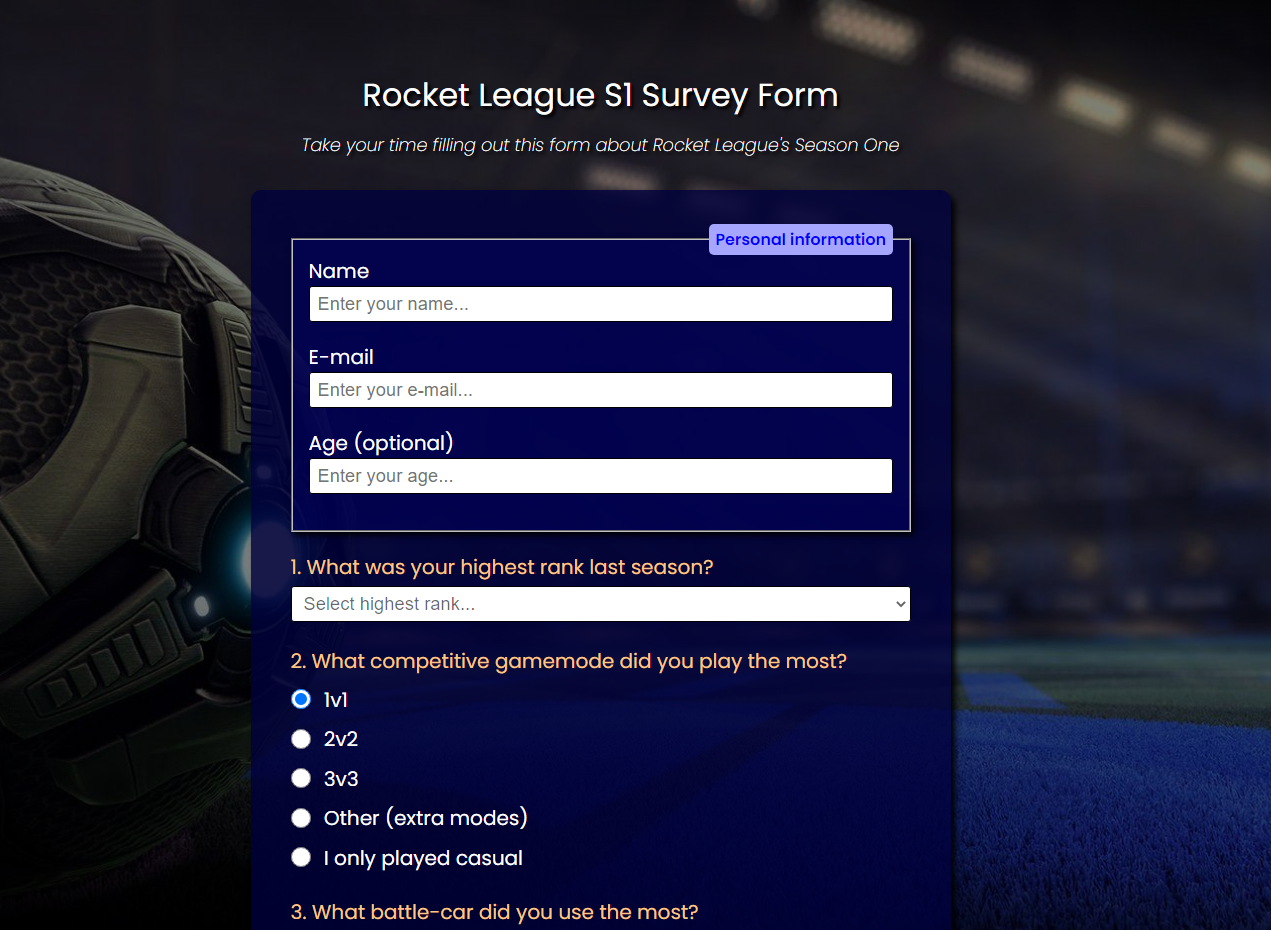 Rocket League S1 Survey Form
Take your time filling out this form about Rocket League's Season One
Personal information
Name
Enter your name...
E-mail
Enter your e-mail...
Age (optional)
Enter your age...
1. What was your highest rank last season?
Select highest rank...
2. What competitive gamemode did you play the most?
1v1
2v2
3v3
Other (extra modes)
I only played casual
3. What battle-car did you use the most?